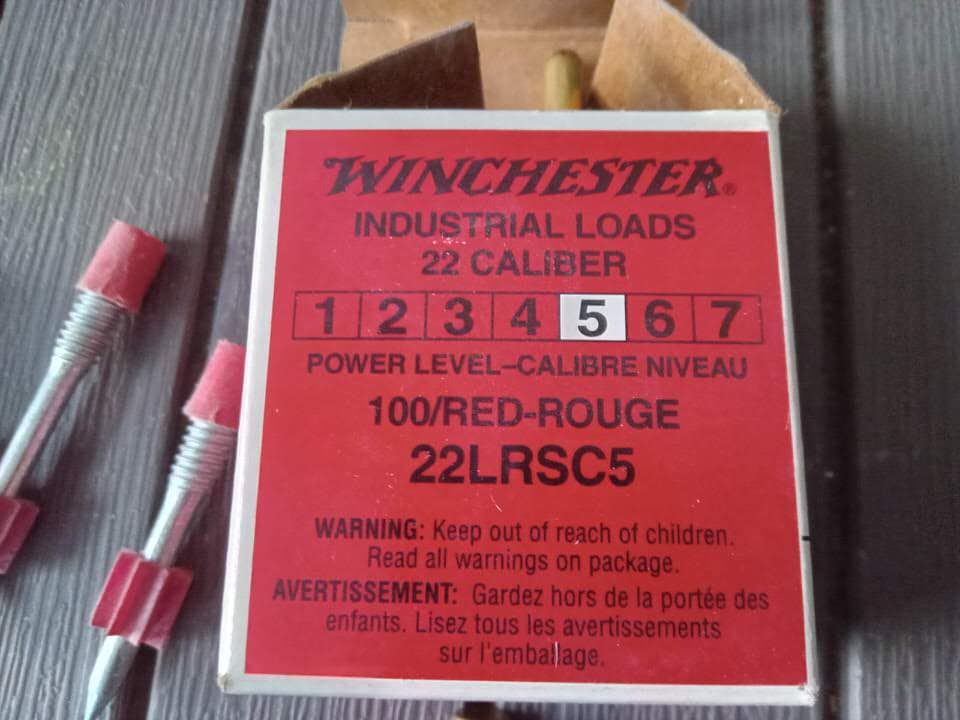 WINCHESTER®
INDUSTRIAL LOADS
22 CALIBER
1 2 3 4 5 6 7
POWER LEVEL–CALIBRE NIVEAU
100/RED-ROUGE
22LRSC5
WARNING: Keep out of reach of children.
Read all warnings on package.
AVERTISSEMENT: Gardez hors de la portée des
enfants. Lisez tous les avertissements
sur l'emballage.